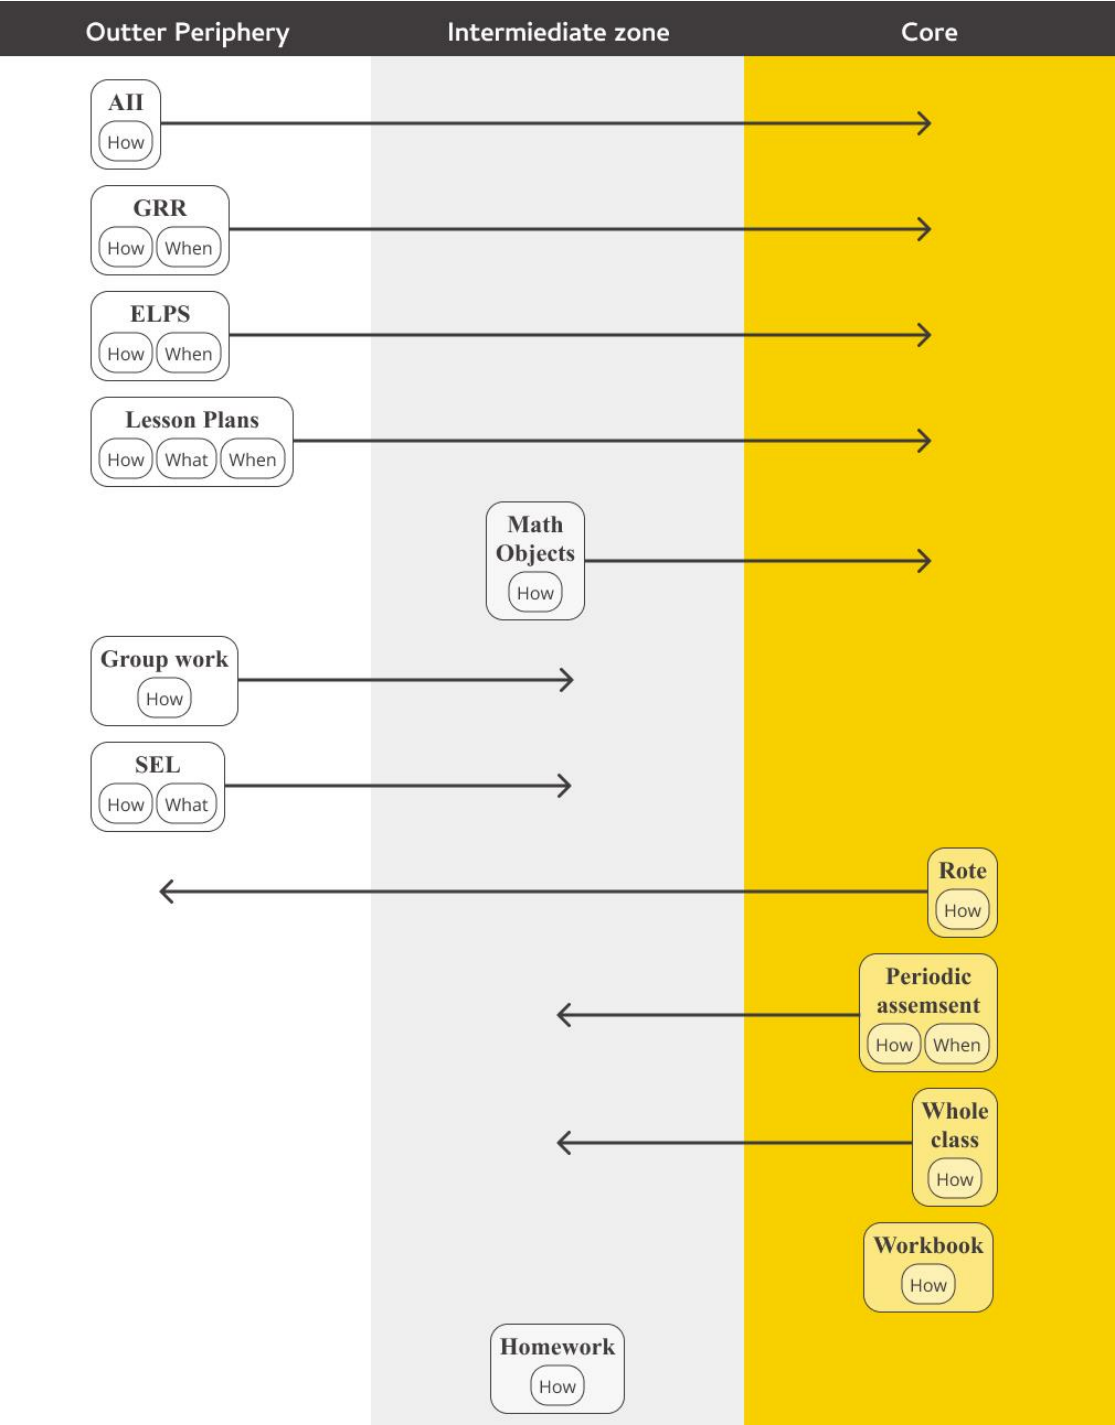 Outter Periphery Intermiediate zone Core
AII
How
GRR
How When
ELPS
How When
Lesson Plans
How What When
Math
Objects
How
Group work
How
SEL
How What
Rote
How
Periodic
assemsent
How When
Whole
class
How
Workbook
How
Homework
How